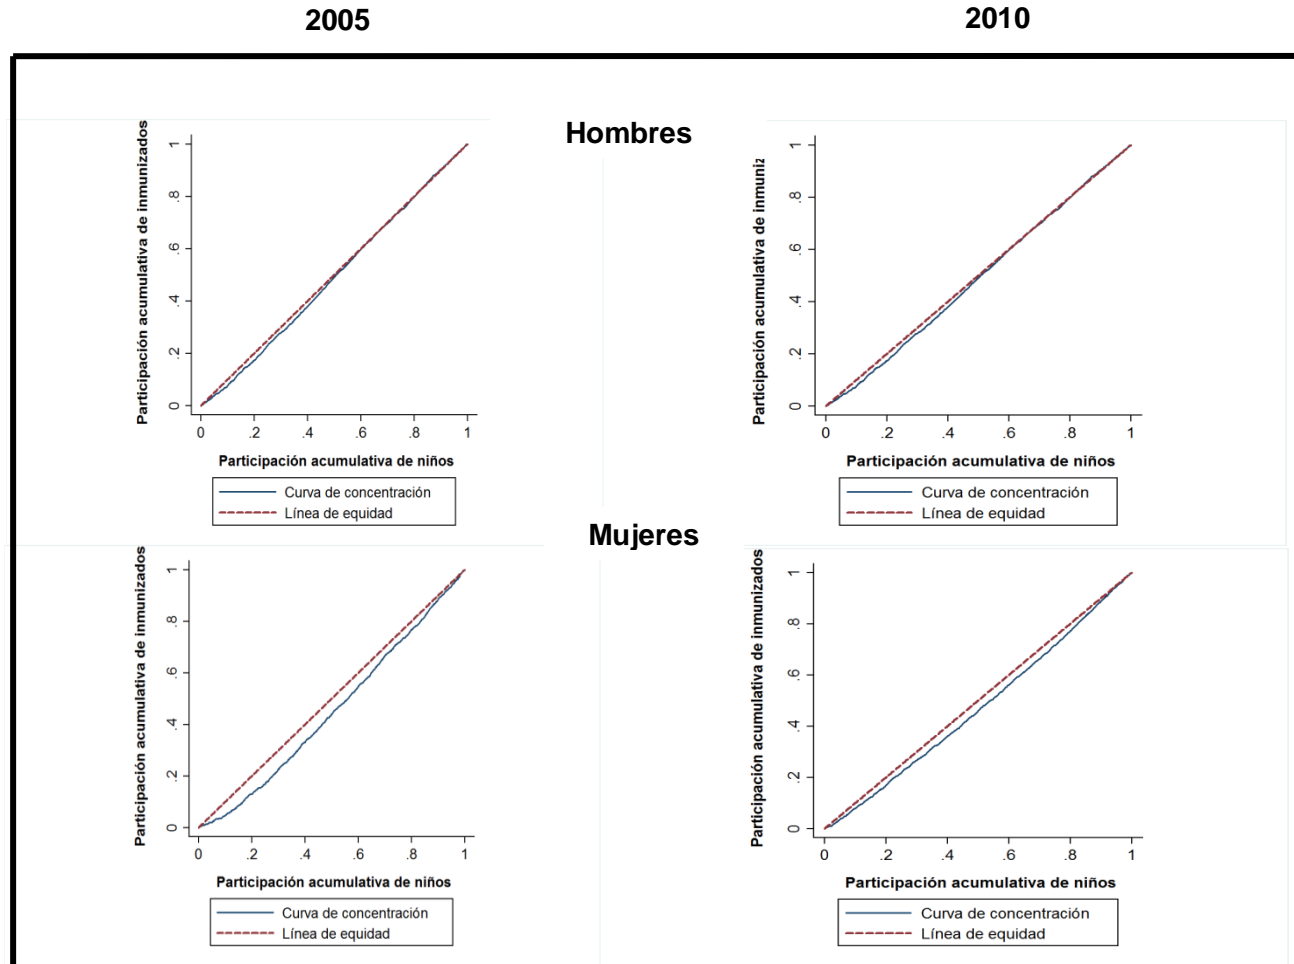 2005
2010
Hombres
Participación acumulativa de inmunizados
1
.8
.6
.4
.2
0
0 .2 .4 .6 .8 1
Participación acumulativa de niños
Curva de concentración
Línea de equidad
Participación acumulativa de inmuniz
1
.8
.6
.4
.2
0
0 .2 .4 .6 .8 1
Participación acumulativa de niños
Curva de concentración
Línea de equidad
Mujeres
Participación acumulativa de inmunizados
1
.8
.6
.4
.2
0
0 .2 .4 .6 .8 1
Participación acumulativa de niños
Curva de concentración
Línea de equidad
Participación acumulativa de inmunizados
1
.8
.6
.4
.2
0
0 .2 .4 .6 .8 1
Participación acumulativa de niños
Curva de concentración
Línea de equidad